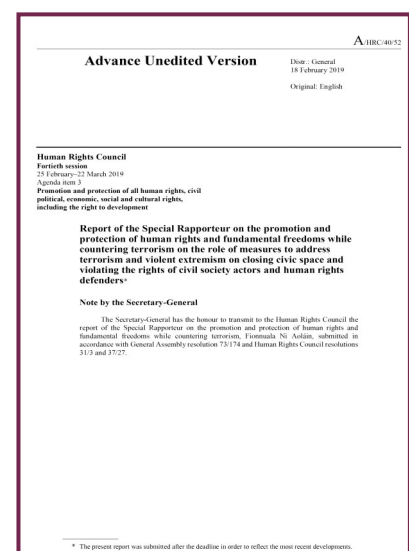 A/HRC/40/52
Advance Unedited Version
Distr.: General
18 February 2019
Original: English
Human Rights Council
Fortieth session
25 February–22 March 2019
Agenda item 3
Promotion and protection of all human rights, civil
political, economic, social and cultural rights,
including the right to development
Report of the Special Rapporteur on the promotion and
protection of human rights and fundamental freedoms while
countering terrorism on the role of measures to address
terrorism and violent extremism on closing civic space and
violating the rights of civil society actors and human rights
defenders*
Note by the Secretary-General
The Secretary-General has the honour to transmit to the Human Rights Council the
report of the Special Rapporteur on the promotion and protection of human rights and
fundamental freedoms while countering terrorism, Fionnuala Ní Aoláin, submitted in
accordance with General Assembly resolution 73/174 and Human Rights Council resolutions
31/3 and 37/27.
* The present report was submitted after the deadline in order to reflect the most recent developments.